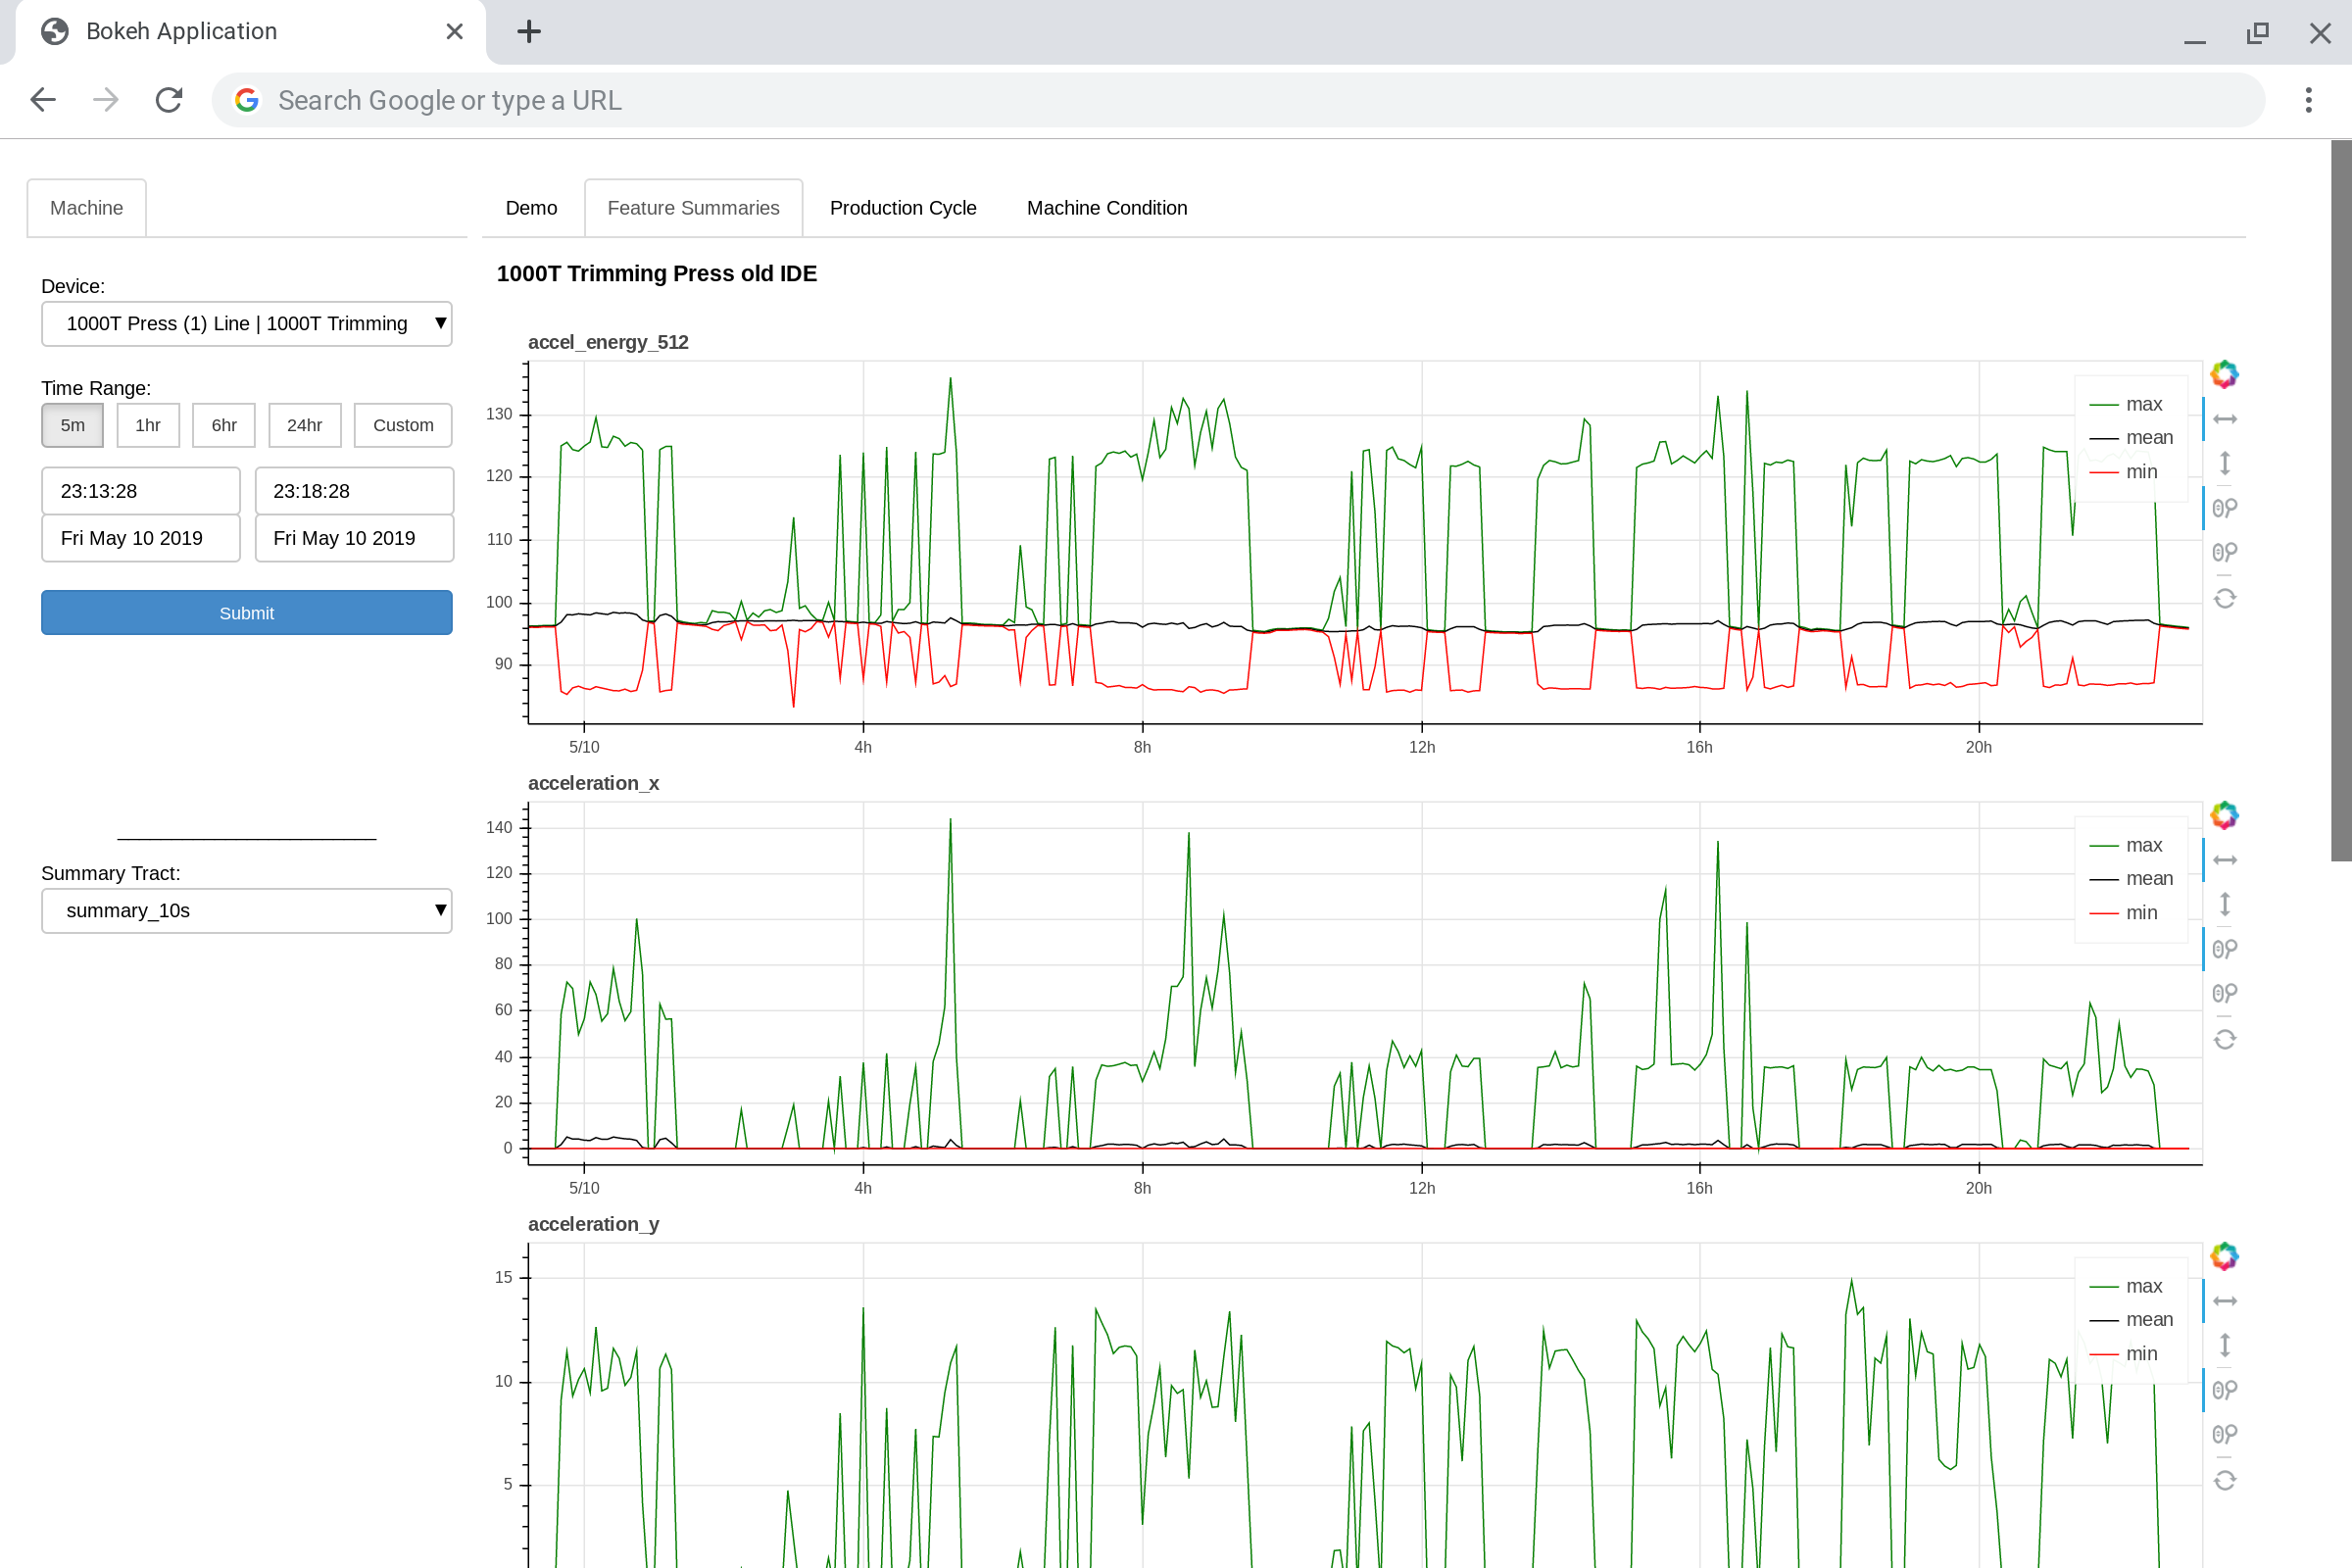 Bokeh Application
Search Google or type a URL
Machine
Demo
Feature Summaries
Production Cycle
Machine Condition
1000T Trimming Press old IDE
Device:
1000T Press (1) Line | 1000T Trimming
Time Range:
5m
1hr
6hr
24hr
Custom
23:13:28
23:18:28
Fri May 10 2019
Fri May 10 2019
Submit
Summary Tract:
summary_10s
accel_energy_512
130
120
110
100
90
max
mean
min
5/10
4h
8h
12h
16h
20h
acceleration_x
140
120
100
80
60
40
20
0
max
mean
min
5/10
4h
8h
12h
16h
20h
acceleration_y
15
10
5
max
mean
min